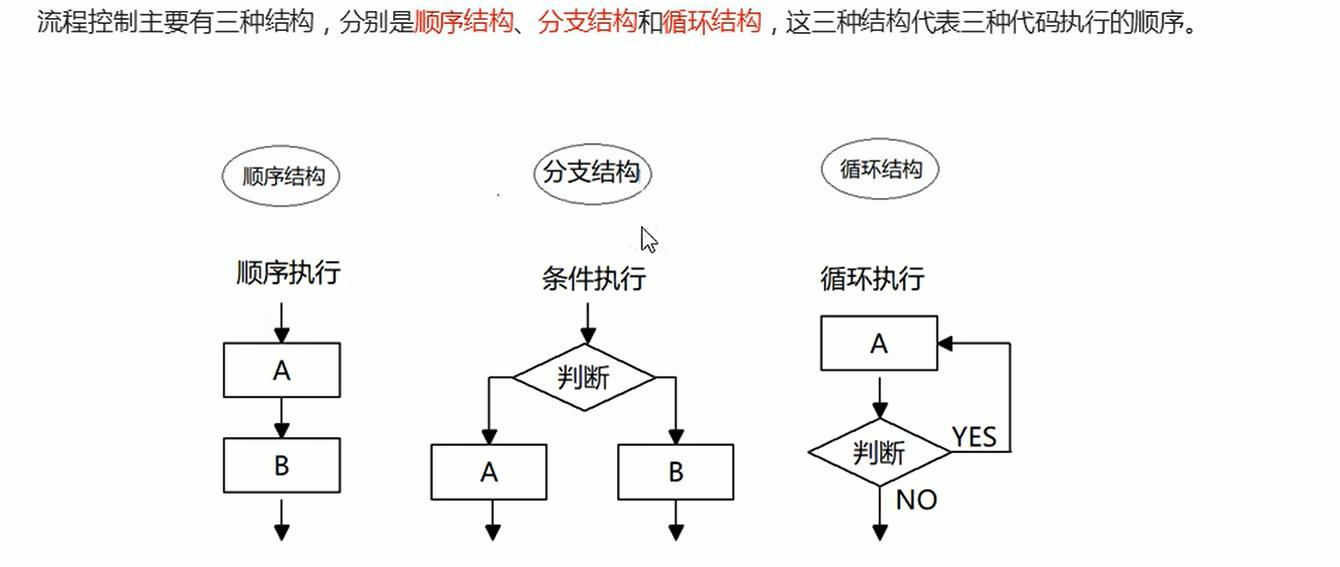 流程控制主要有三种结构，分别是顺序结构、分支结构和循环结构，这三种结构代表三种代码执行的顺序。
顺序结构
分支结构
循环结构
顺序执行
条件执行
循环执行
A
B
判断
A
B
A
判断
YES
NO